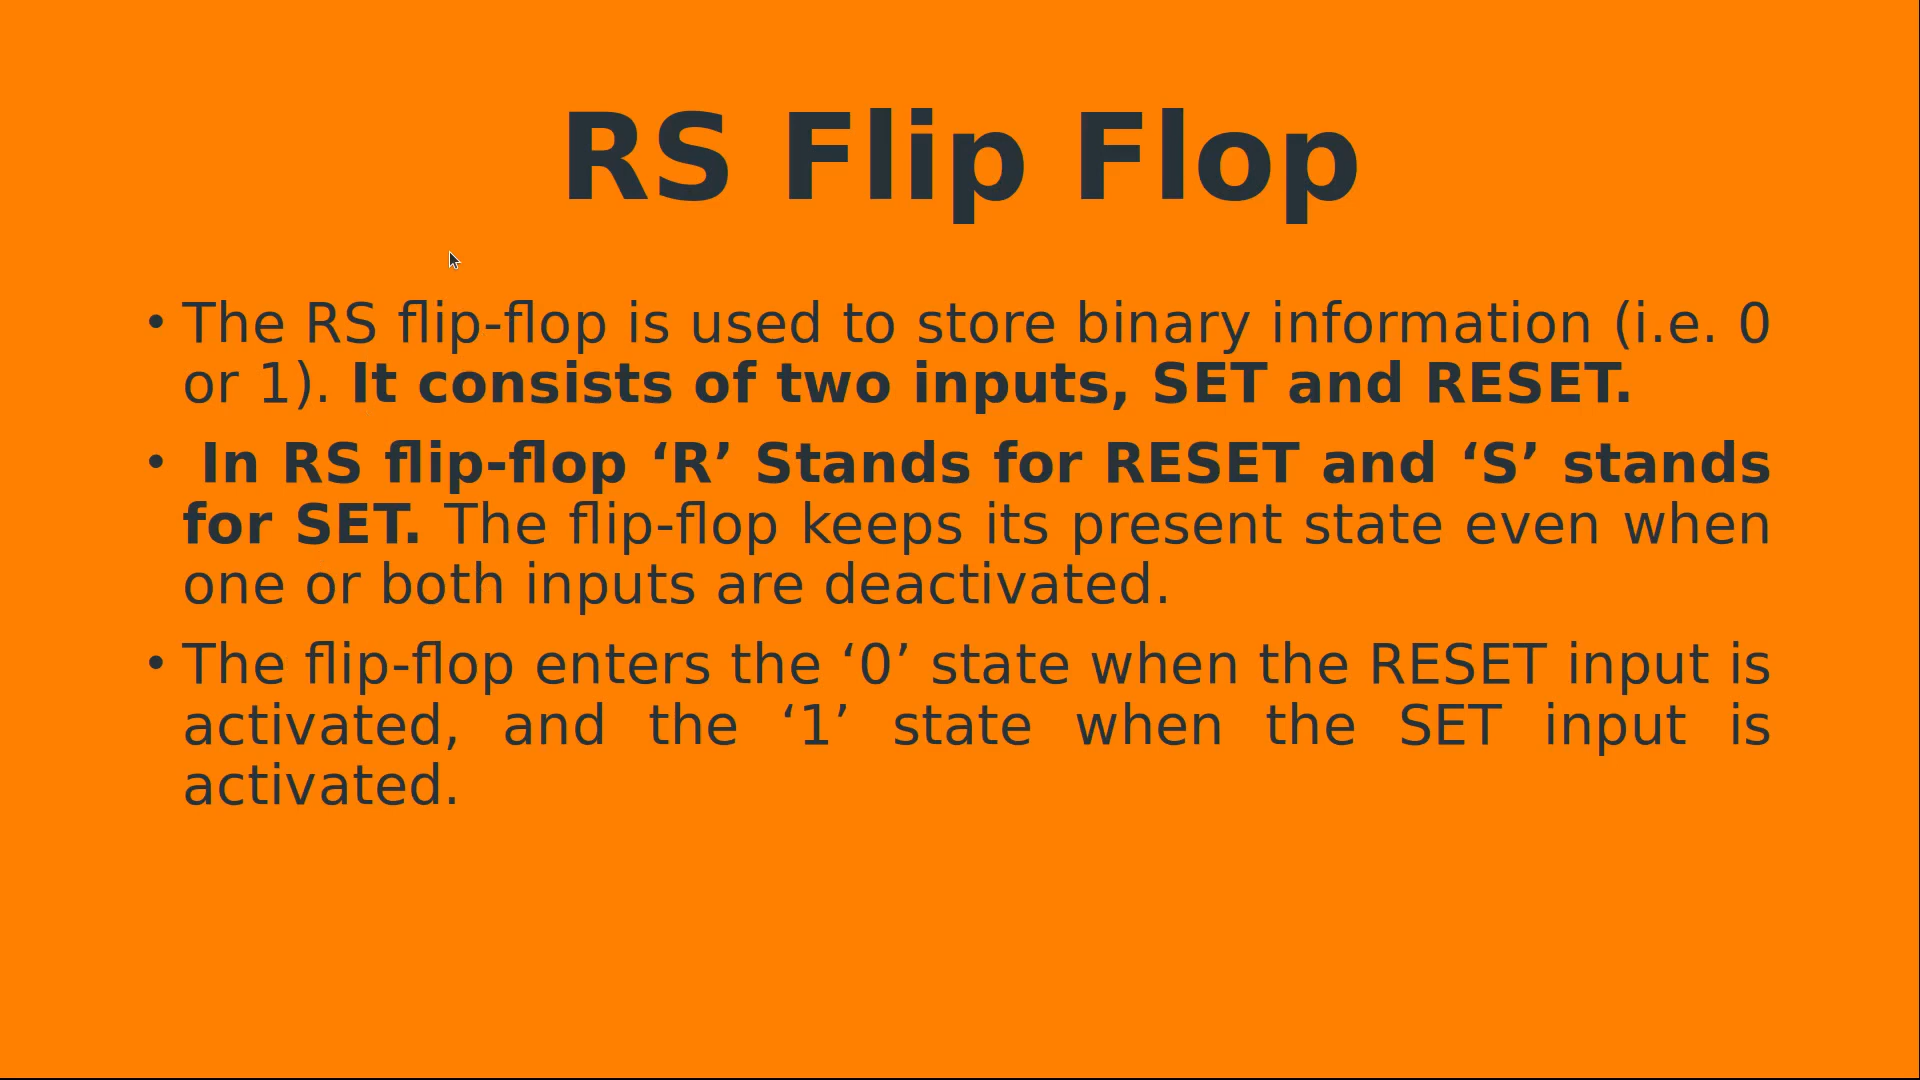 RS Flip Flop
• The RS flip-flop is used to store binary information (i.e. 0
or 1). It consists of two inputs, SET and RESET.
• In RS flip-flop ‘R’ Stands for RESET and ‘S’ stands
for SET. The flip-flop keeps its present state even when
one or both inputs are deactivated.
• The flip-flop enters the ‘0’ state when the RESET input is
activated, and the ‘1’ state when the SET input is
activated.